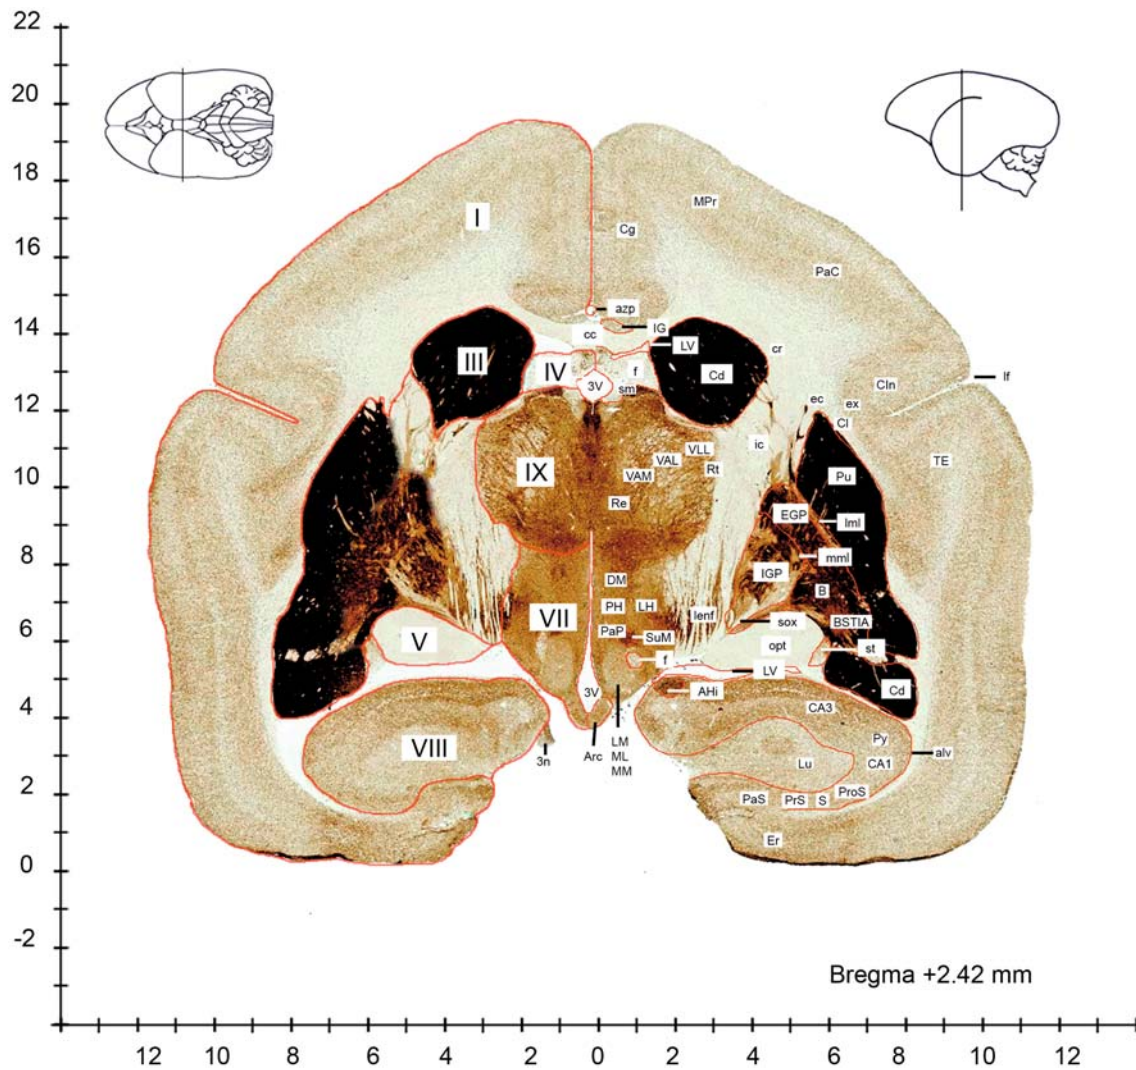 22
20
18
16
14
12
10
8
6
4
2
0
-2
I
MPr
Cg
PaC
azp
cc
IG
LV
III
IV
f
Cd
cr
3V
sm
Cln
lf
ec
ex
Cl
ic
VLL
VAL
TE
IX
VAM
Rt
Pu
Re
EGP
lml
mml
DM
IGP
B
PH
LH
lenf
VII
sox
BSTIA
PaP
SuM
V
opt
st
f
LV
3V
AHi
Cd
CA3
VIII
Py
3n
Arc
LM
ML
MM
Lu
CA1
alv
PaS
PrS
S
ProS
Er
Bregma +2.42 mm
12 10 8 6 4 2 0 2 4 6 8 10 12